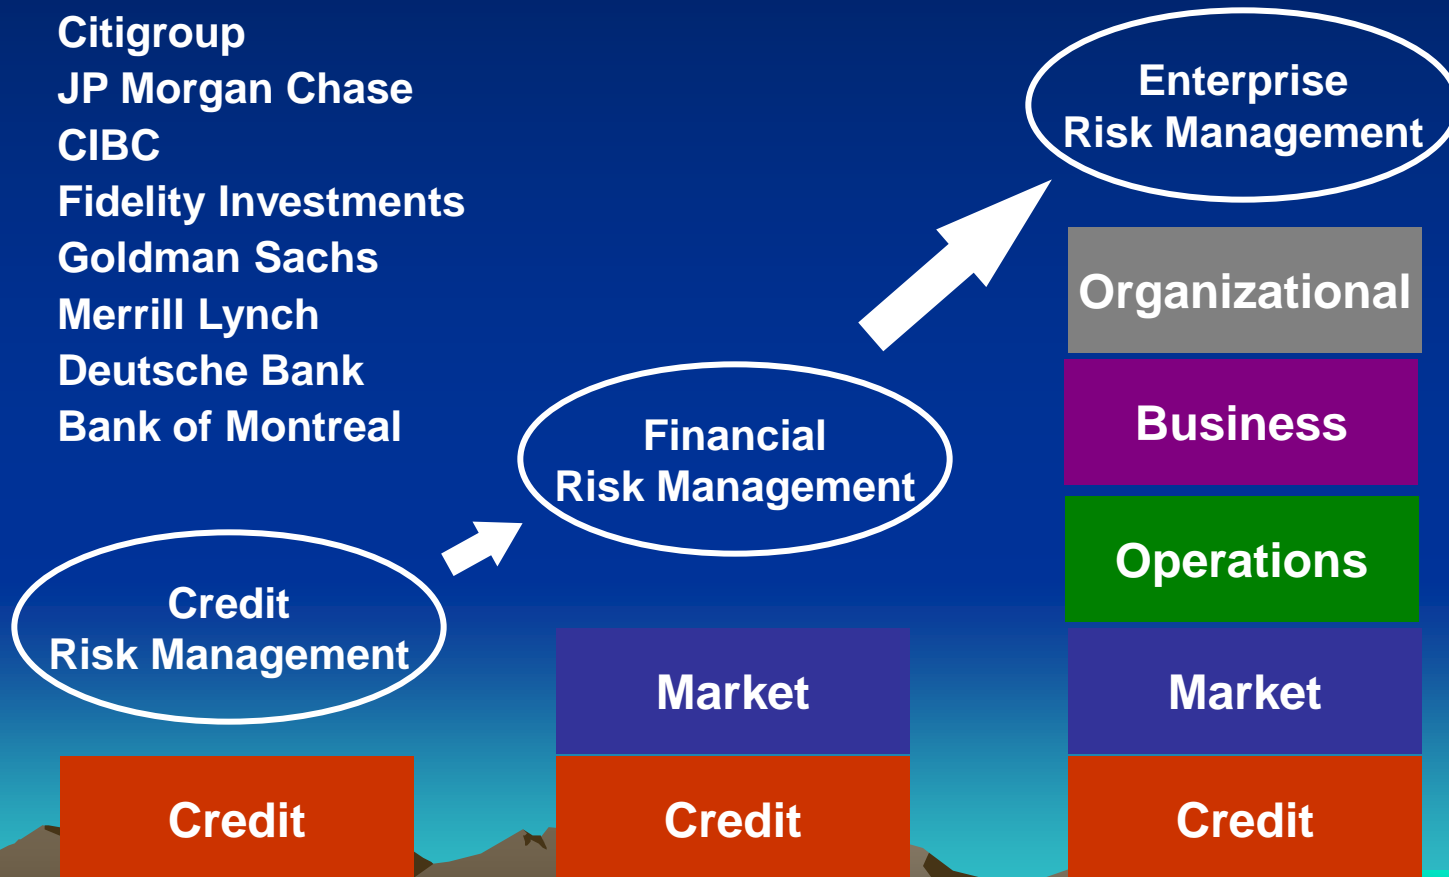 Citigroup
JP Morgan Chase
CIBC
Fidelity Investments
Goldman Sachs
Merrill Lynch
Deutsche Bank
Bank of Montreal
Credit
Risk Management
Credit
Financial
Risk Management
Market
Credit
Enterprise
Risk Management
Organizational
Business
Operations
Market
Credit